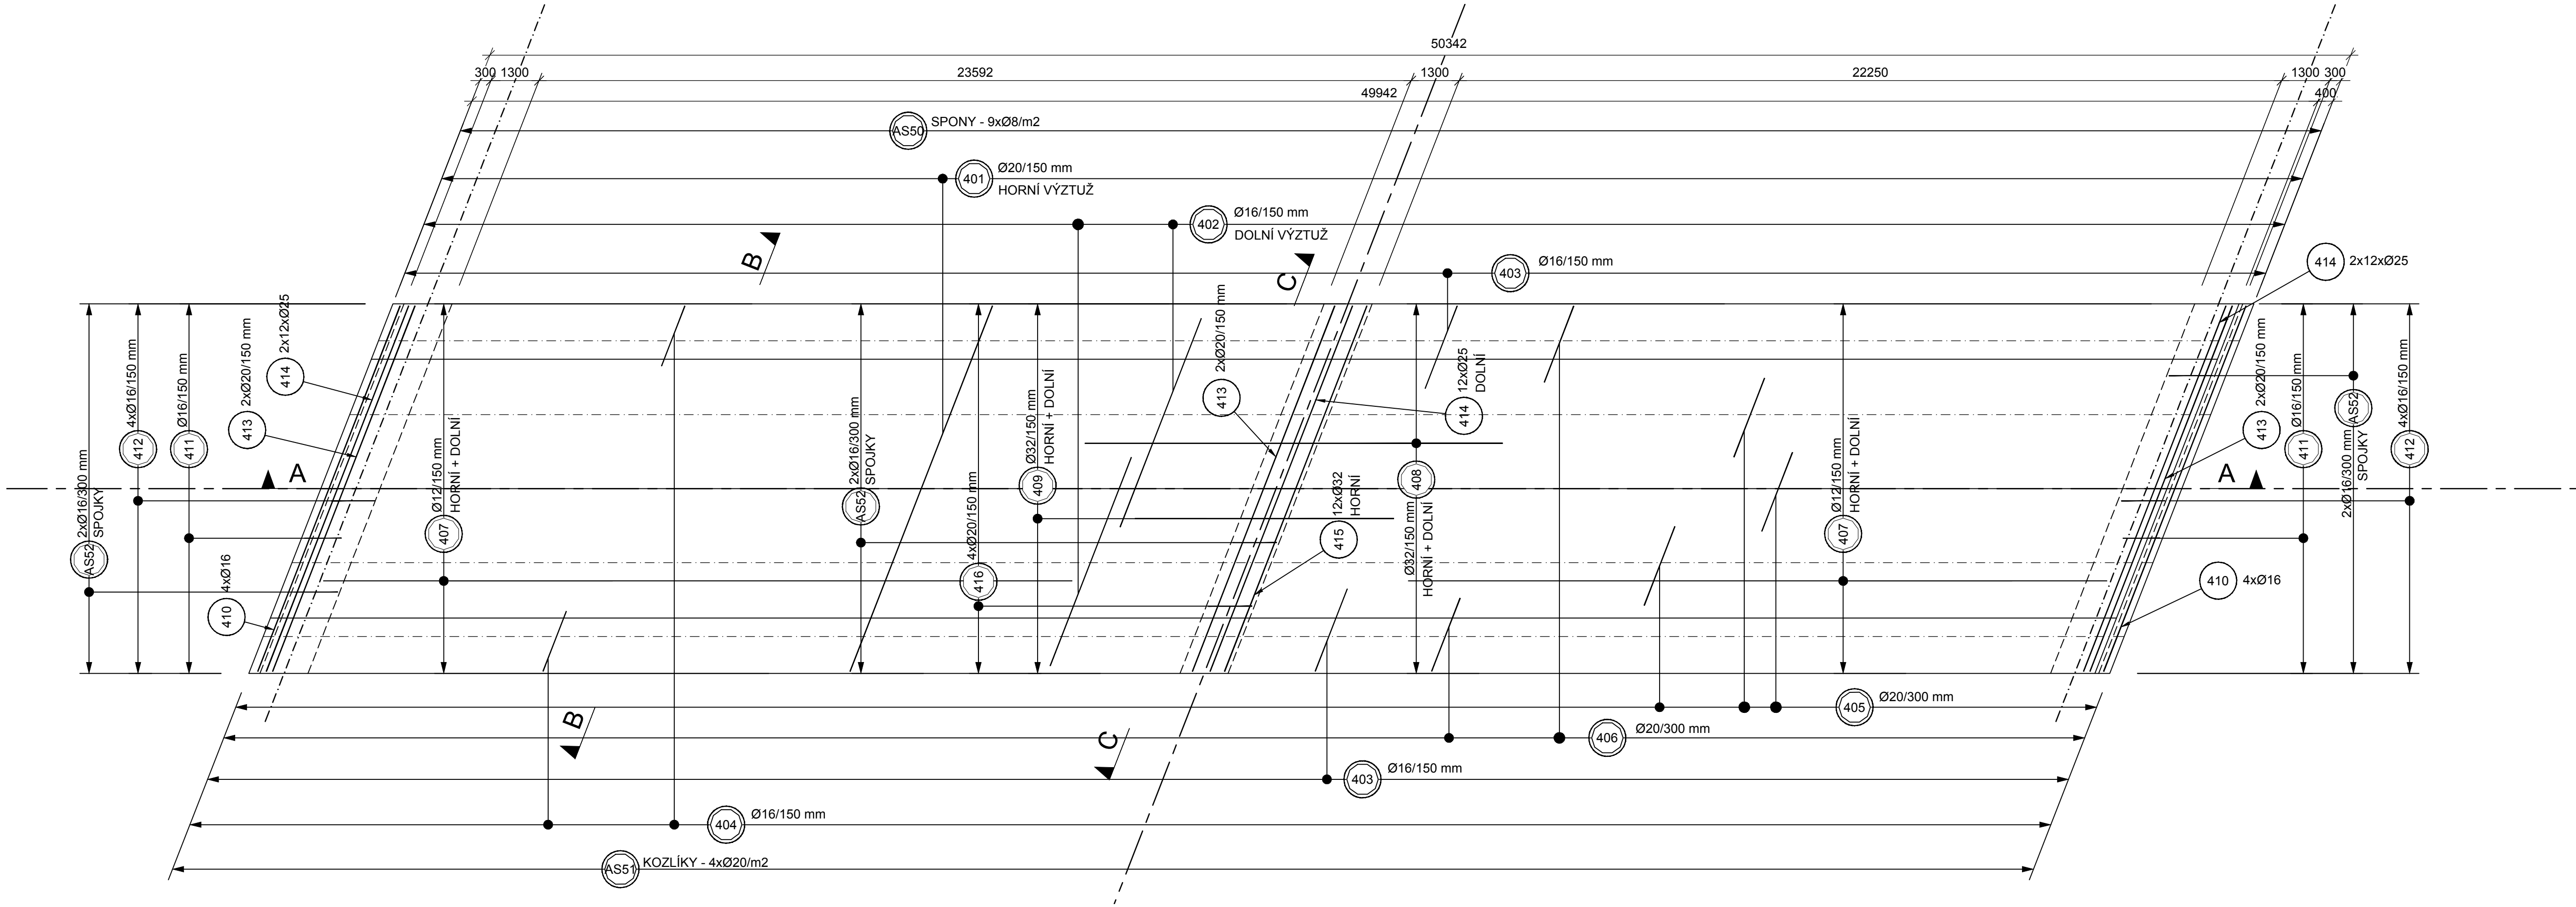 50342
300 1300 23592 1300 22250 1300 300
49942 400
AS50 SPONY - 9xØ8/m2
401 Ø20/150 mm
HORNÍ VÝZTUŽ
402 Ø16/150 mm
DOLNÍ VÝZTUŽ
B
C
403 Ø16/150 mm
414 2x12xØ25
AS52 2xØ16/300 mm
SPOJKY
412 4xØ16/150 mm
411 Ø16/150 mm
413 2xØ20/150 mm
414 2x12xØ25
410 4xØ16
A
407 Ø12/150 mm
HORNÍ + DOLNÍ
AS52 2xØ16/300 mm
SPOJKY
416 4xØ20/150 mm
409 Ø32/150 mm
HORNÍ + DOLNÍ
413 2xØ20/150 mm
415 12xØ32
HORNÍ
414 12xØ25
DOLNÍ
408 Ø32/150 mm
HORNÍ + DOLNÍ
407 Ø12/150 mm
HORNÍ + DOLNÍ
A
413 2xØ20/150 mm
410 4xØ16
411 Ø16/150 mm
AS52 2xØ16/300 mm
SPOJKY
412 4xØ16/150 mm
405 Ø20/300 mm
B
C
406 Ø20/300 mm
403 Ø16/150 mm
404 Ø16/150 mm
AS51 KOZLÍKY - 4xØ20/m2